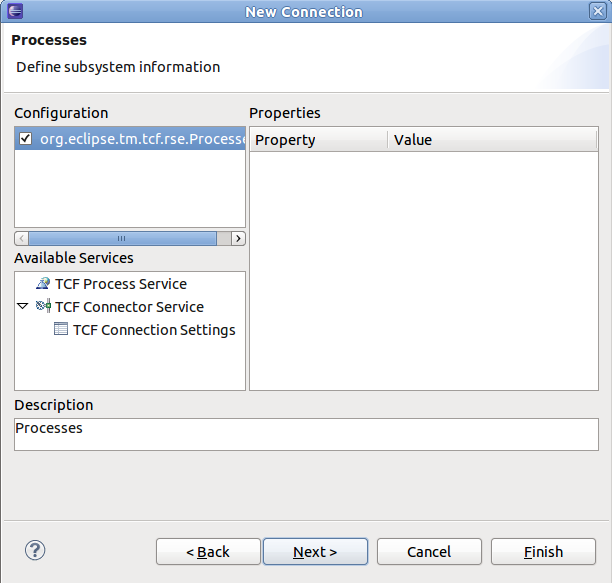 New Connection
Processes
Define subsystem information
Configuration
Properties
org.eclipse.tm.tcf.rse.Processe
Property Value
Available Services
TCF Process Service
TCF Connector Service
TCF Connection Settings
Description
Processes
?
< Back Next > Cancel Finish